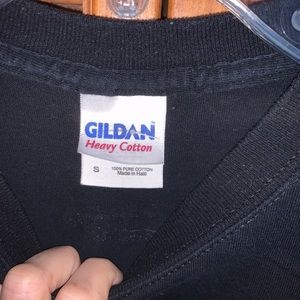 GILDAN
Heavy Cotton
S
100% PURE COTTON
Made in Haiti